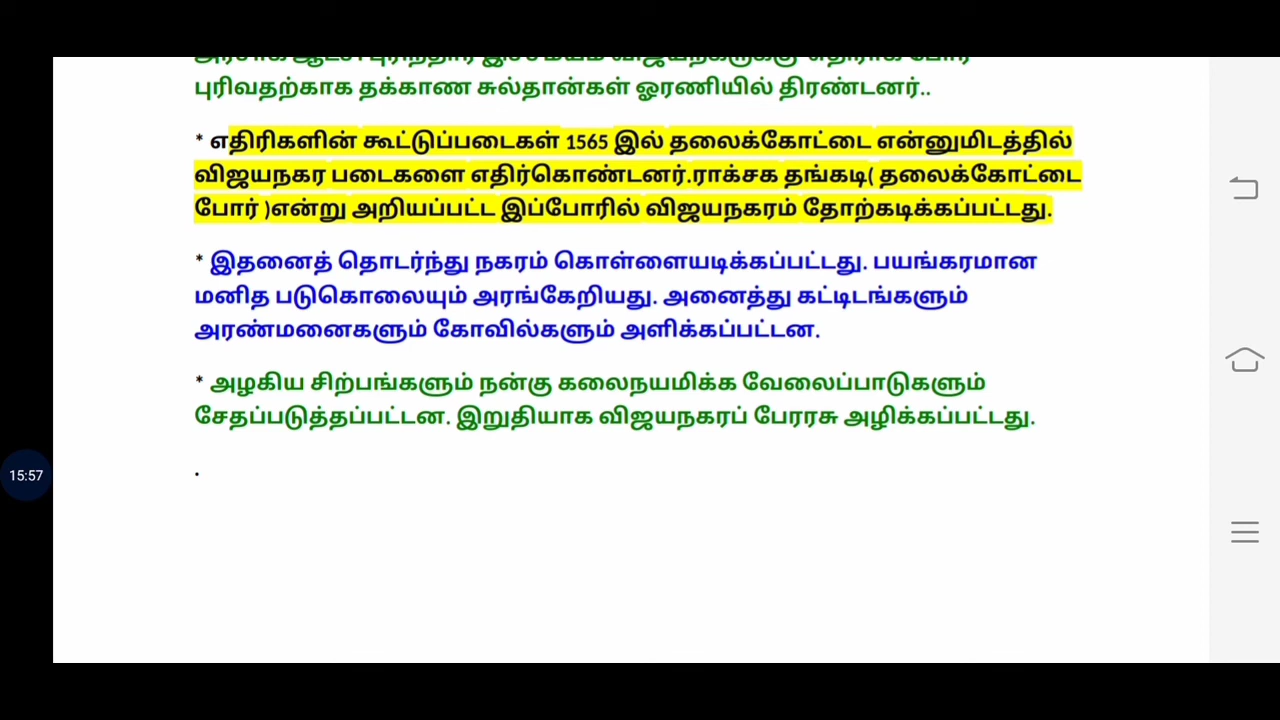 புரிவதற்காக தக்காண சுல்தான்கள் ஓரணியில் திரண்டனர்..
* எதிரிகளின் கூட்டுப்படைகள் 1565 இல் தலைக்கோட்டை என்னுமிடத்தில்
விஜயநகர படைகளை எதிர்கொண்டனர்.ராக்சக தங்கடி( தலைக்கோட்டை
போர் )என்று அறியப்பட்ட இப்போரில் விஜயநகரம் தோற்கடிக்கப்பட்டது.
* இதனைத் தொடர்ந்து நகரம் கொள்ளையடிக்கப்பட்டது. பயங்கரமான
மனித படுகொலையும் அரங்கேறியது. அனைத்து கட்டிடங்களும்
அரண்மனைகளும் கோவில்களும் அளிக்கப்பட்டன.
* அழகிய சிற்பங்களும் நன்கு கலைநயமிக்க வேலைப்பாடுகளும்
சேதப்படுத்தப்பட்டன. இறுதியாக விஜயநகரப் பேரரசு அழிக்கப்பட்டது.
.
15:57